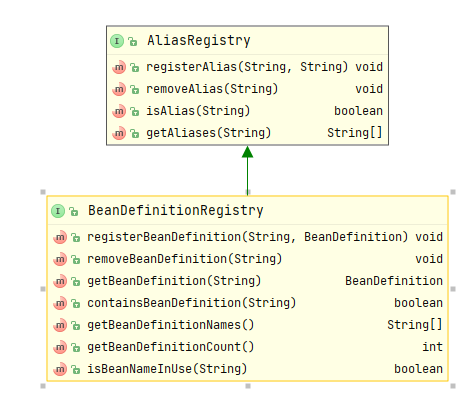 I AliasRegistry
m registerAlias(String, String) void
m removeAlias(String) void
m isAlias(String) boolean
m getAliases(String) String[]
I BeanDefinitionRegistry
m registerBeanDefinition(String, BeanDefinition) void
m removeBeanDefinition(String) void
m getBeanDefinition(String) BeanDefinition
m containsBeanDefinition(String) boolean
m getBeanDefinitionNames() String[]
m getBeanDefinitionCount() int
m isBeanNameInUse(String) boolean